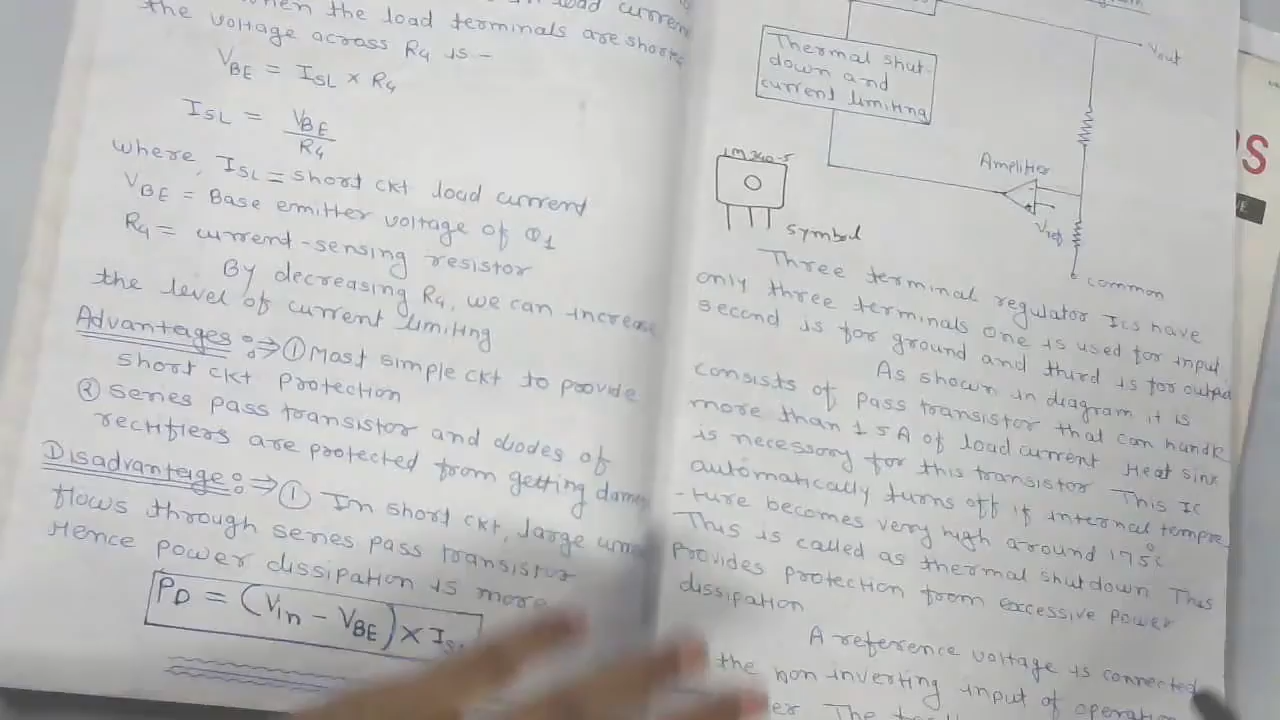 load current
when the load terminals are shorte
the voltage across R4 is -
VBE = ISL × R4
ISL = VBE / R4
where, ISL = short ckt load current
VBE = Base emitter voltage of Q1
R4 = current-sensing resistor
By decreasing R4, we can increase
the level of current limiting
Advantages :⇒ ① Most simple ckt to provide
short ckt protection
② series pass transistor and diodes of
rectifiers are protected from getting damag
Disadvantage :⇒ ① In short ckt, large
flows through series pass transistor
Hence power dissipation is more
PD = (Vin - VBE) × IS
Vout
Thermal shut-
down and
current limiting
LM340-5
symbol
Amplifier
Vref
common
Three terminal regulator ICs have
only three terminals one is used for input
second is for ground and third is for output
As shown in diagram it is
consists of pass transistor that can handle
more than 1.5A of load current Heat sink
is necessary for this transistor This IC
automatically turns off if internal tempre
-ture becomes very high around 175°c
This is called as thermal shutdown This
provides protection from excessive power
dissipation
A reference voltage is connected
the non inverting input of operation
The
S